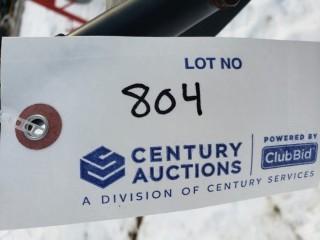 LOT NO
804
CENTURY AUCTIONS
POWERED BY
ClubBid
A DIVISION OF CENTURY SERVICES